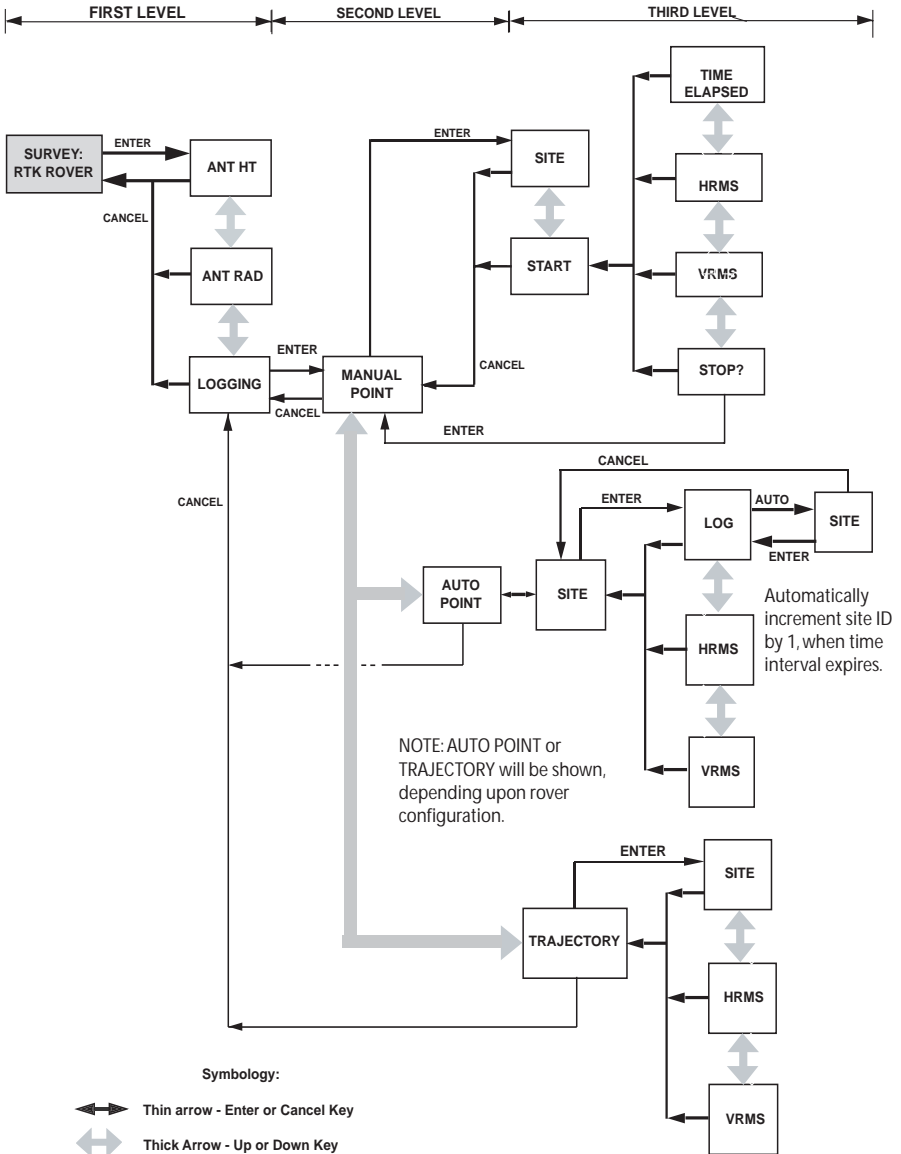 FIRST LEVEL
SECOND LEVEL
THIRD LEVEL
TIME
ELAPSED
ENTER
ENTER
SURVEY:
RTK ROVER
ANT HT
SITE
HRMS
CANCEL
ANT RAD
START
VRMS
ENTER
CANCEL
LOGGING
MANUAL
POINT
STOP?
CANCEL
ENTER
CANCEL
CANCEL
ENTER
AUTO
LOG
SITE
ENTER
AUTO
POINT
SITE
Automatically
increment site ID
by 1, when time
interval expires.
HRMS
NOTE: AUTO POINT or
TRAJECTORY will be shown,
depending upon rover
configuration.
VRMS
ENTER
SITE
TRAJECTORY
HRMS
VRMS
Symbology:
Thin arrow - Enter or Cancel Key
Thick Arrow - Up or Down Key